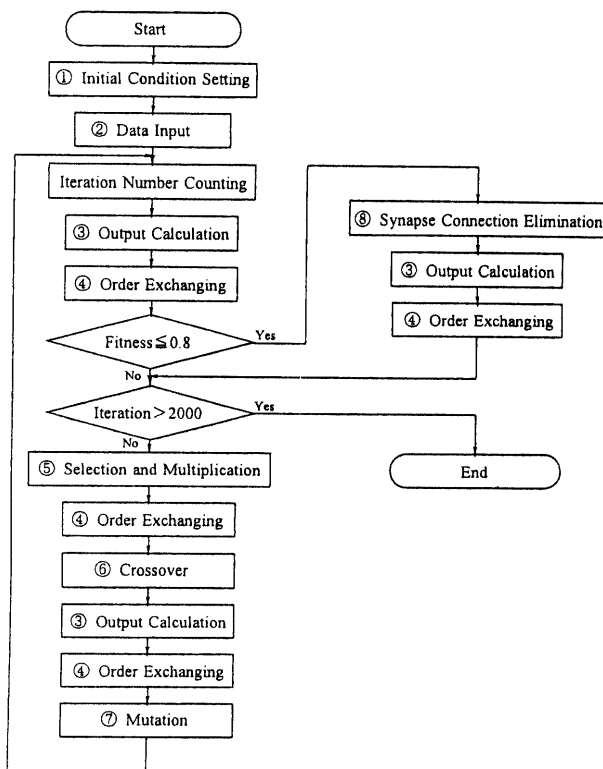 Start
① Initial Condition Setting
② Data Input
Iteration Number Counting
③ Output Calculation
④ Order Exchanging
Fitness≦0.8
Yes
No
⑧ Synapse Connection Elimination
③ Output Calculation
④ Order Exchanging
Iteration>2000
Yes
No
End
⑤ Selection and Multiplication
④ Order Exchanging
⑥ Crossover
③ Output Calculation
④ Order Exchanging
⑦ Mutation